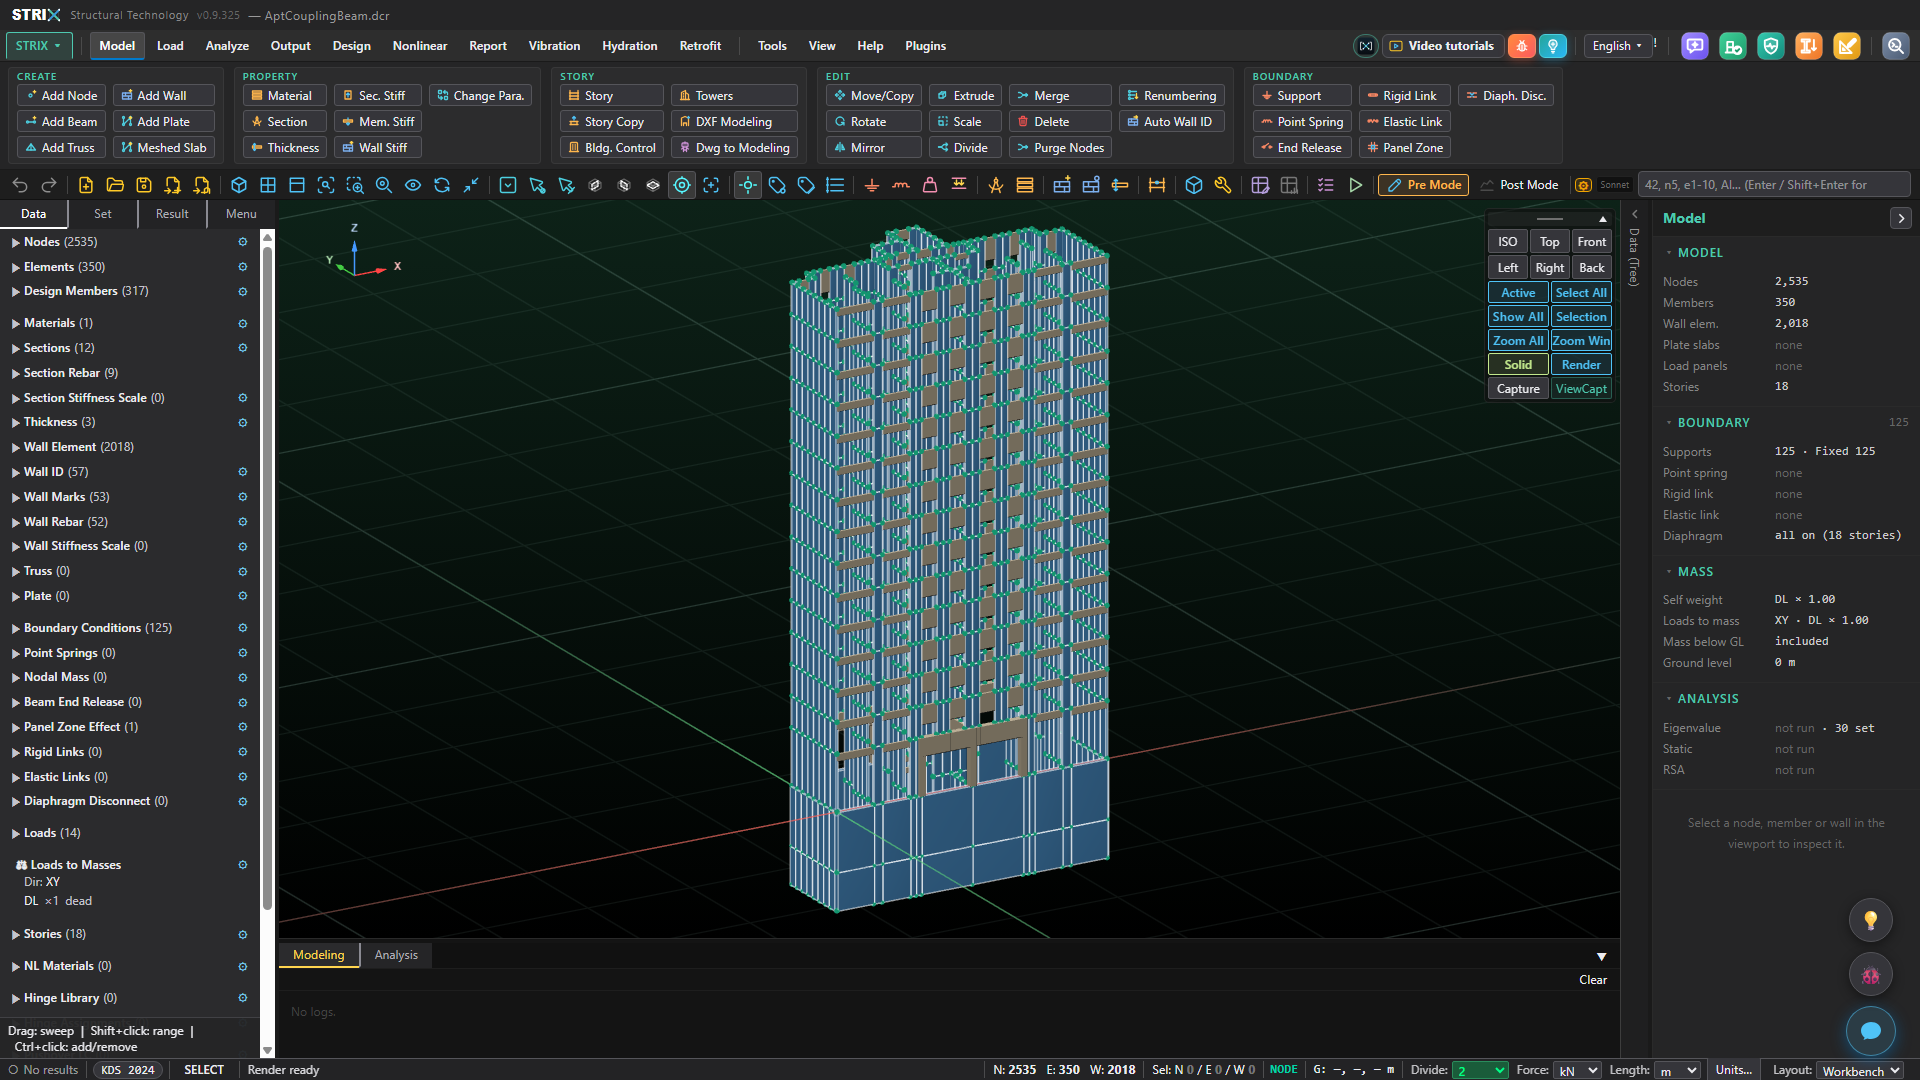 STRIX Structural Technology v0.9.325 — AptCouplingBeam.dcr
STRIX Model Load Analyze Output Design Nonlinear Report Vibration Hydration Retrofit Tools View Help Plugins Video tutorials English !
CREATE PROPERTY STORY EDIT BOUNDARY
Add Node Add Wall Material Sec. Stiff Change Para. Story Towers Move/Copy Extrude Merge Renumbering Support Rigid Link Diaph. Disc.
Add Beam Add Plate Section Mem. Stiff Story Copy DXF Modeling Rotate Scale Delete Auto Wall ID Point Spring Elastic Link
Add Truss Meshed Slab Thickness Wall Stiff Bldg. Control Dwg to Modeling Mirror Divide Purge Nodes End Release Panel Zone
Pre Mode Post Mode Sonnet 42, n5, e1-10, Al... (Enter / Shift+Enter for
Data Set Result Menu
Nodes (2535)
Elements (350)
Design Members (317)
Materials (1)
Sections (12)
Section Rebar (9)
Section Stiffness Scale (0)
Thickness (3)
Wall Element (2018)
Wall ID (57)
Wall Marks (53)
Wall Rebar (52)
Wall Stiffness Scale (0)
Truss (0)
Plate (0)
Boundary Conditions (125)
Point Springs (0)
Nodal Mass (0)
Beam End Release (0)
Panel Zone Effect (1)
Rigid Links (0)
Elastic Links (0)
Diaphragm Disconnect (0)
Loads (14)
Loads to Masses
Dir: XY
DL ×1 dead
Stories (18)
NL Materials (0)
Hinge Library (0)
Drag: sweep | Shift+click: range |
Ctrl+click: add/remove
Z
Y
X
ISO Top Front
Left Right Back
Active Select All
Show All Selection
Zoom All Zoom Win
Solid Render
Capture ViewCapt
Data (Tree)
Model
MODEL
Nodes 2,535
Members 350
Wall elem. 2,018
Plate slabs none
Load panels none
Stories 18
BOUNDARY 125
Supports 125 · Fixed 125
Point spring none
Rigid link none
Elastic link none
Diaphragm all on (18 stories)
MASS
Self weight DL × 1.00
Loads to mass XY · DL × 1.00
Mass below GL included
Ground level 0 m
ANALYSIS
Eigenvalue not run · 30 set
Static not run
RSA not run
Select a node, member or wall in the
viewport to inspect it.
Modeling Analysis
Clear
No logs.
No results KDS 2024 SELECT Render ready N: 2535 E: 350 W: 2018 Sel: N 0 / E 0 / W 0 NODE G: —, —, — m Divide: 2 Force: kN Length: m Units... Layout: Workbench